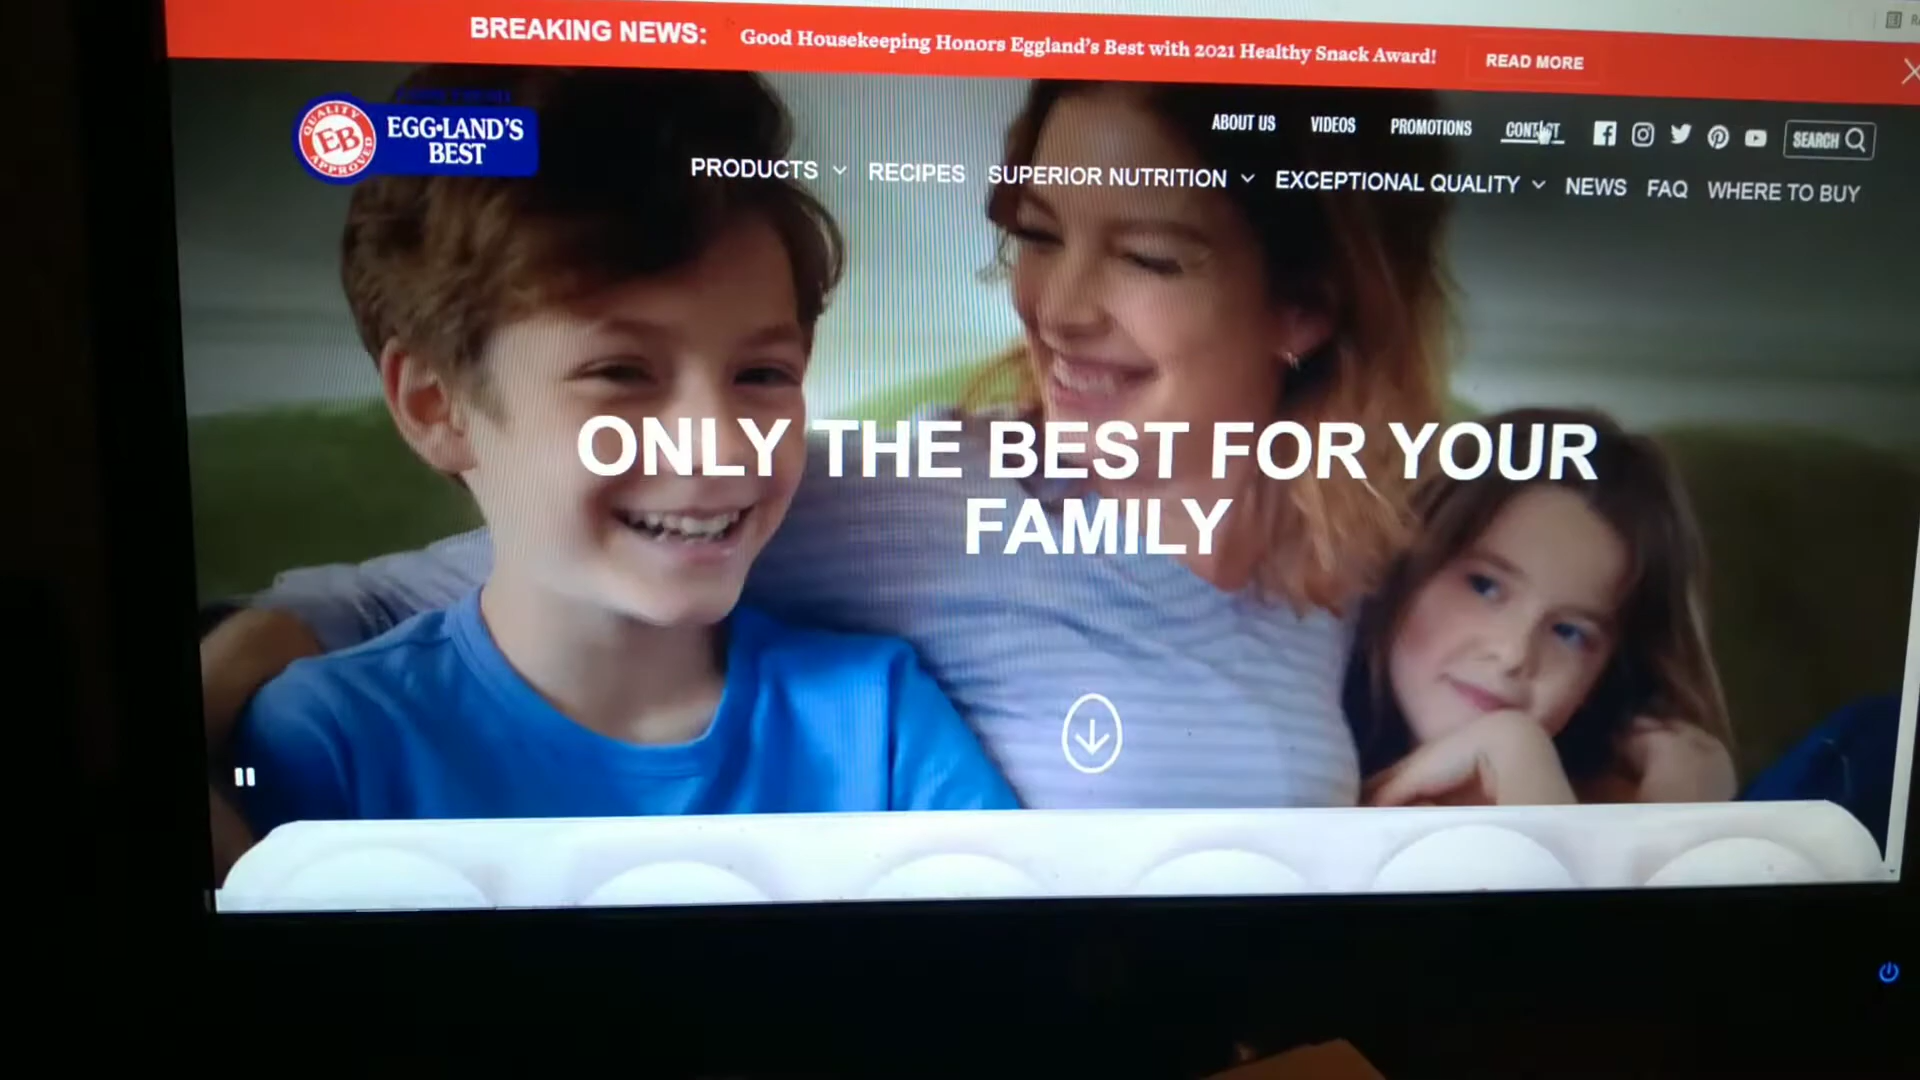 BREAKING NEWS: Good Housekeeping Honors Eggland's Best with 2021 Healthy Snack Award! READ MORE
QUALITY EB APPROVED
EGG·LAND'S
BEST
ABOUT US VIDEOS PROMOTIONS CONTACT SEARCH
PRODUCTS RECIPES SUPERIOR NUTRITION EXCEPTIONAL QUALITY NEWS FAQ WHERE TO BUY
ONLY THE BEST FOR YOUR
FAMILY